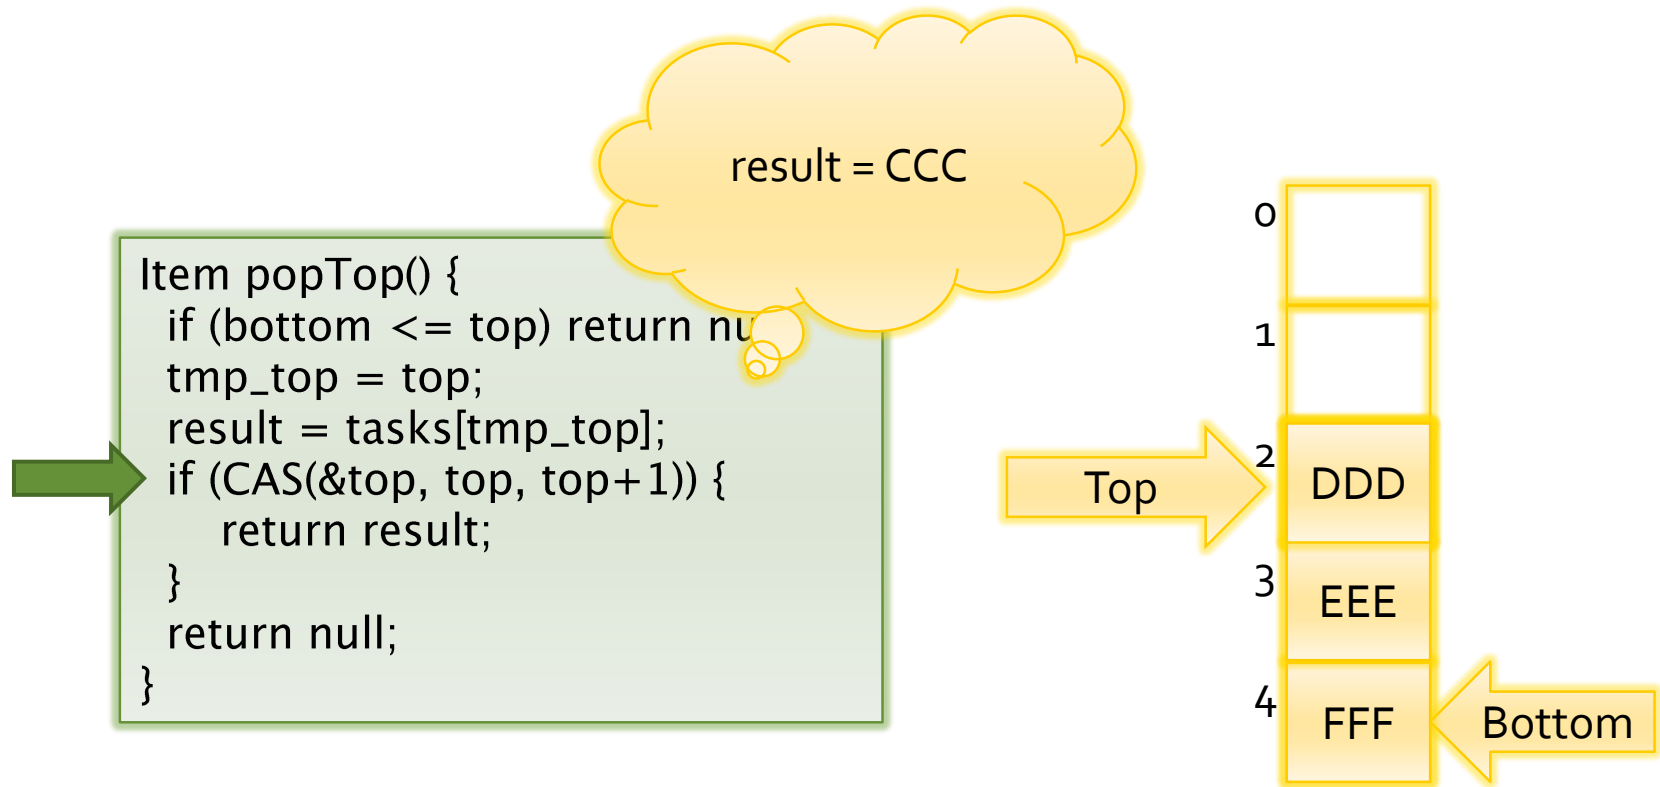 result = CCC
Item popTop() {
if (bottom <= top) return nu
tmp_top = top;
result = tasks[tmp_top];
if (CAS(&top, top, top+1)) {
return result;
}
return null;
}
0
1
2
Top
DDD
3
EEE
4
FFF
Bottom